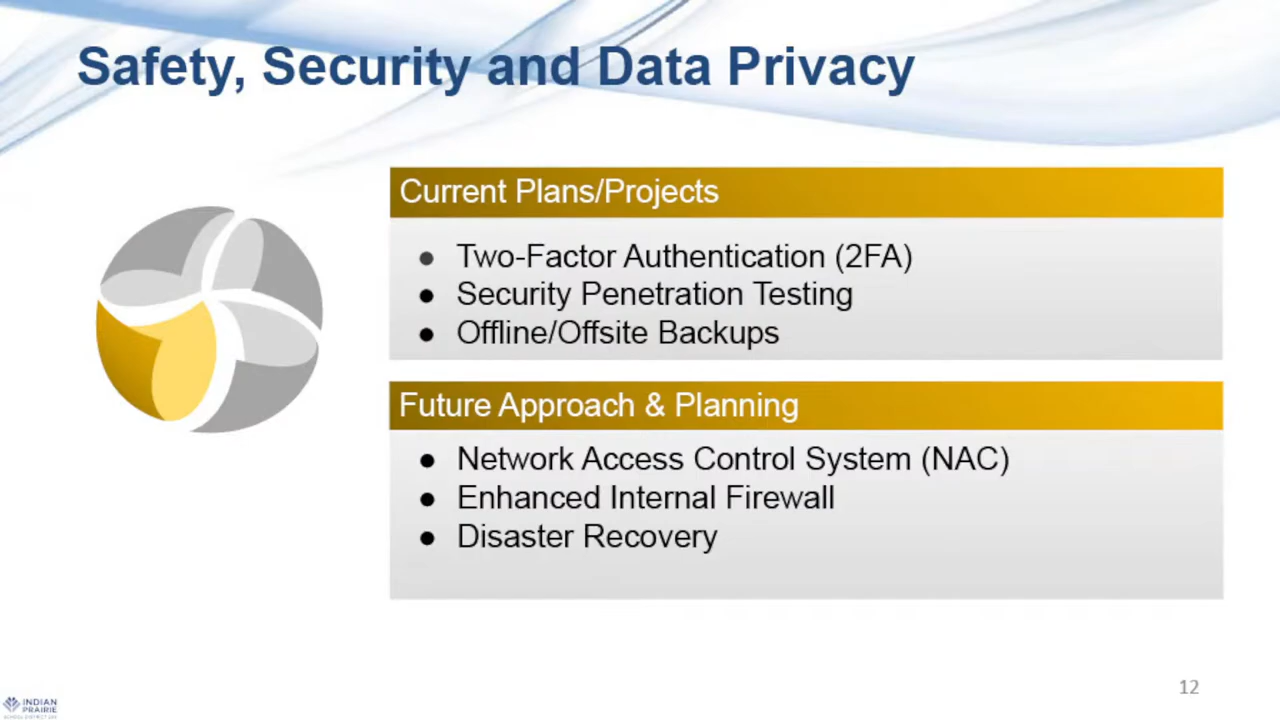 Safety, Security and Data Privacy
Current Plans/Projects
● Two-Factor Authentication (2FA)
● Security Penetration Testing
● Offline/Offsite Backups
Future Approach & Planning
● Network Access Control System (NAC)
● Enhanced Internal Firewall
● Disaster Recovery
12
INDIAN
PRAIRIE